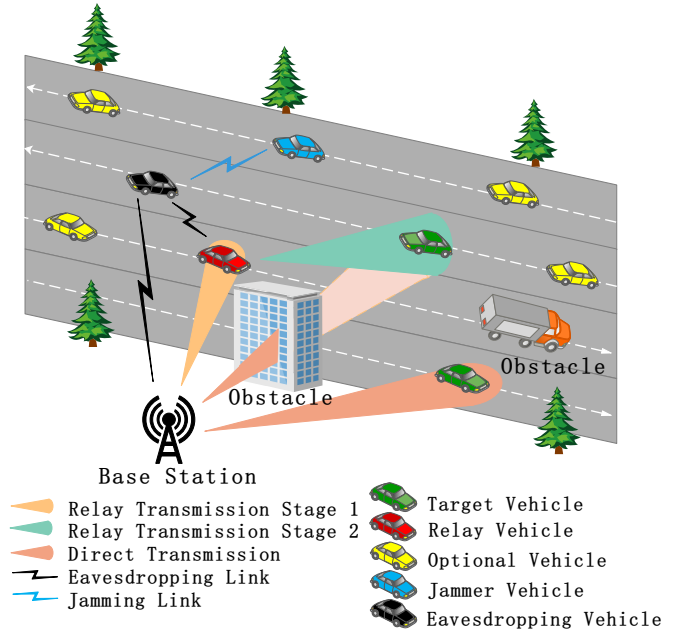 Obstacle
Obstacle
Base Station
Relay Transmission Stage 1
Relay Transmission Stage 2
Direct Transmission
Eavesdropping Link
Jamming Link
Target Vehicle
Relay Vehicle
Optional Vehicle
Jammer Vehicle
Eavesdropping Vehicle